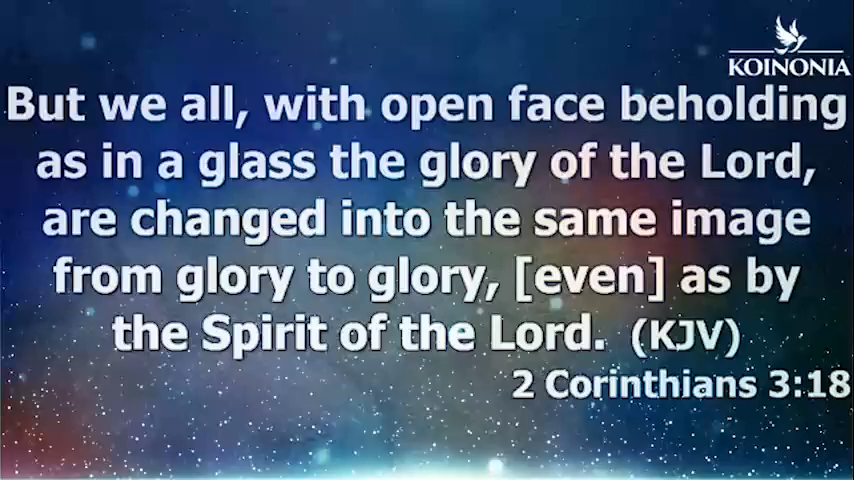 KOINONIA
But we all, with open face beholding
as in a glass the glory of the Lord,
are changed into the same image
from glory to glory, [even] as by
the Spirit of the Lord. (KJV)
2 Corinthians 3:18